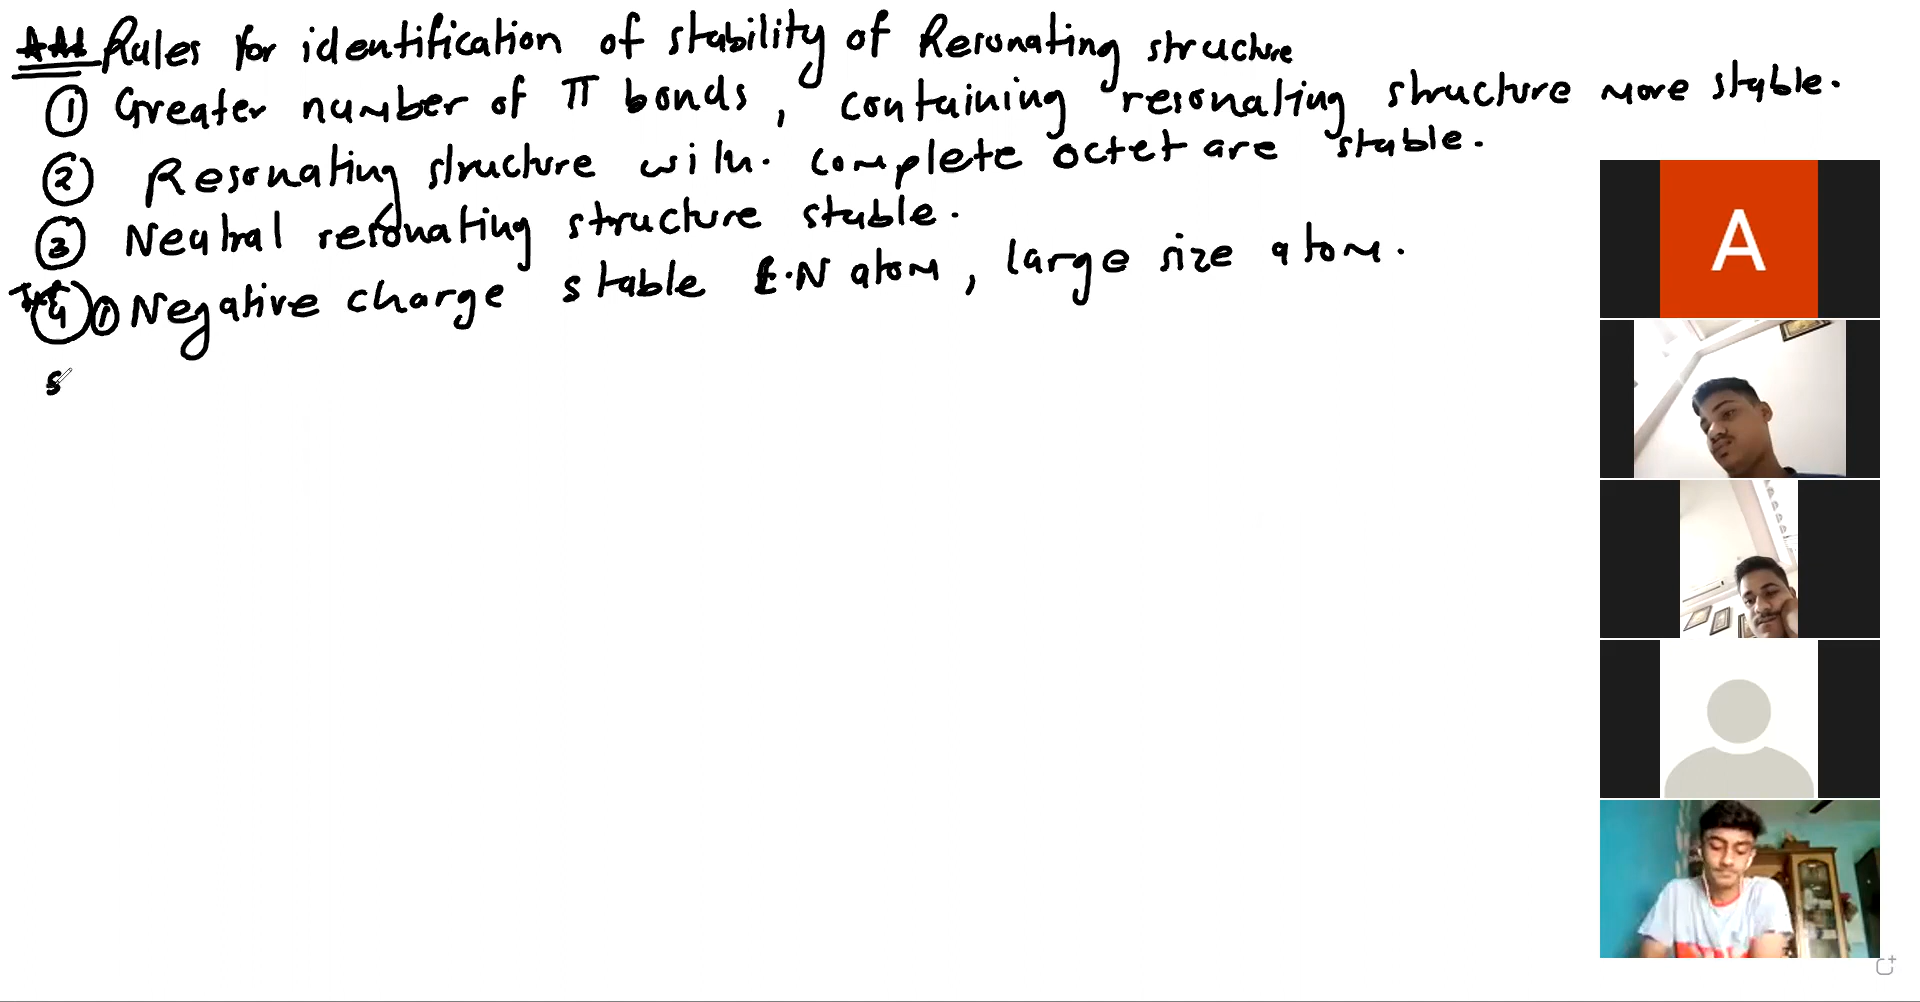 Rules for identification of stability of Resonating structure
① Greater number of π bonds, containing resonating structure more stable.
② Resonating structure with. complete octet are stable.
③ Neutral resonating structure stable.
④ ① Negative charge stable E.N atom, large size atom.
5
A